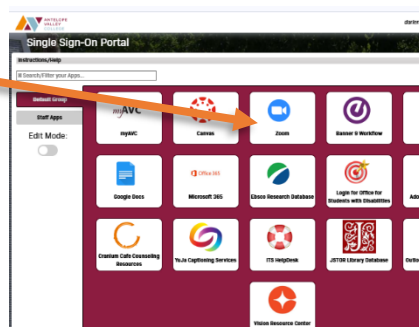 ANTELOPE
VALLEY
COLLEGE
Single Sign-On Portal
Instructions/Help
Search/Filter your Apps...
Default Group
Staff Apps
Edit Mode:
myAVC
myAVC
Canvas
Zoom
Banner 9 Workflow
Google Docs
Office 365
Microsoft 365
Ebsco Research Database
Login for Office for
Students with Disabilities
Cranium Cafe Counseling
Resources
YuJa Captioning Services
ITS HelpDesk
JSTOR
JSTOR Library Database
Vision Resource Center